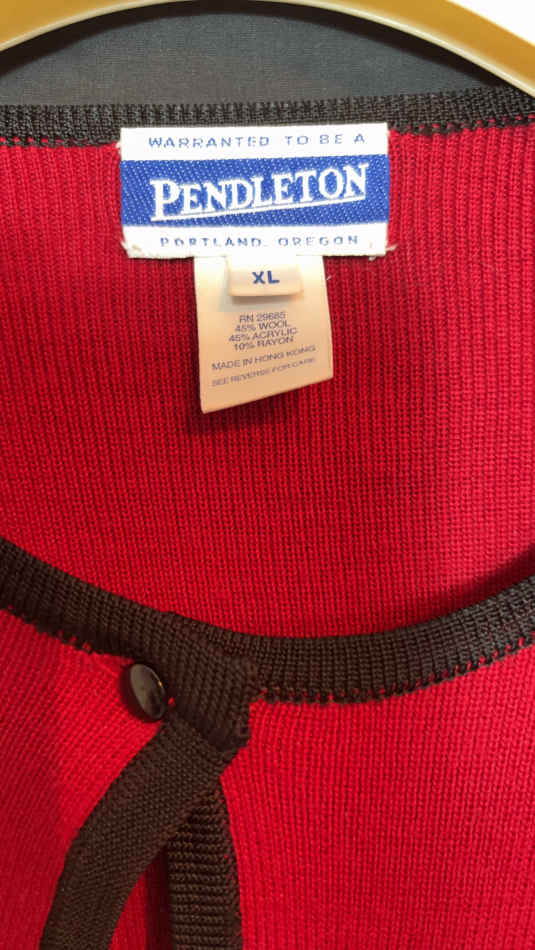 WARRANTED TO BE A
PENDLETON
PORTLAND, OREGON
XL
RN 29685
45% WOOL
45% ACRYLIC
10% RAYON
MADE IN HONG KONG
SEE REVERSE FOR CARE